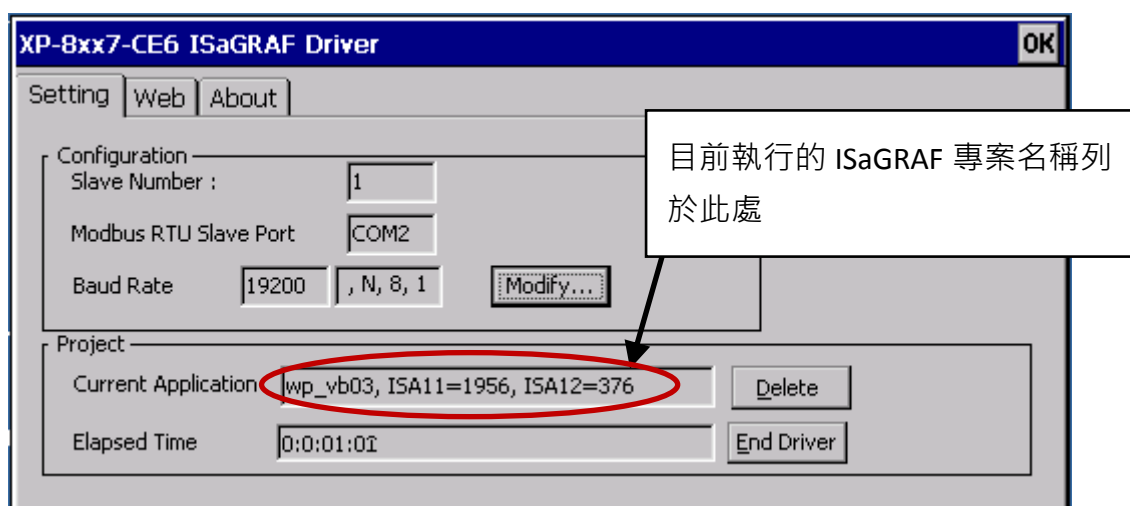 XP-8xx7-CE6 ISaGRAF Driver
OK
Setting Web About
目前執行的 ISaGRAF 專案名稱列
於此處
Configuration
Slave Number : 1
Modbus RTU Slave Port COM2
Baud Rate 19200 , N, 8, 1 Modify...
Project
Current Application wp_vb03, ISA11=1956, ISA12=376 Delete
Elapsed Time 0:0:01:01 End Driver